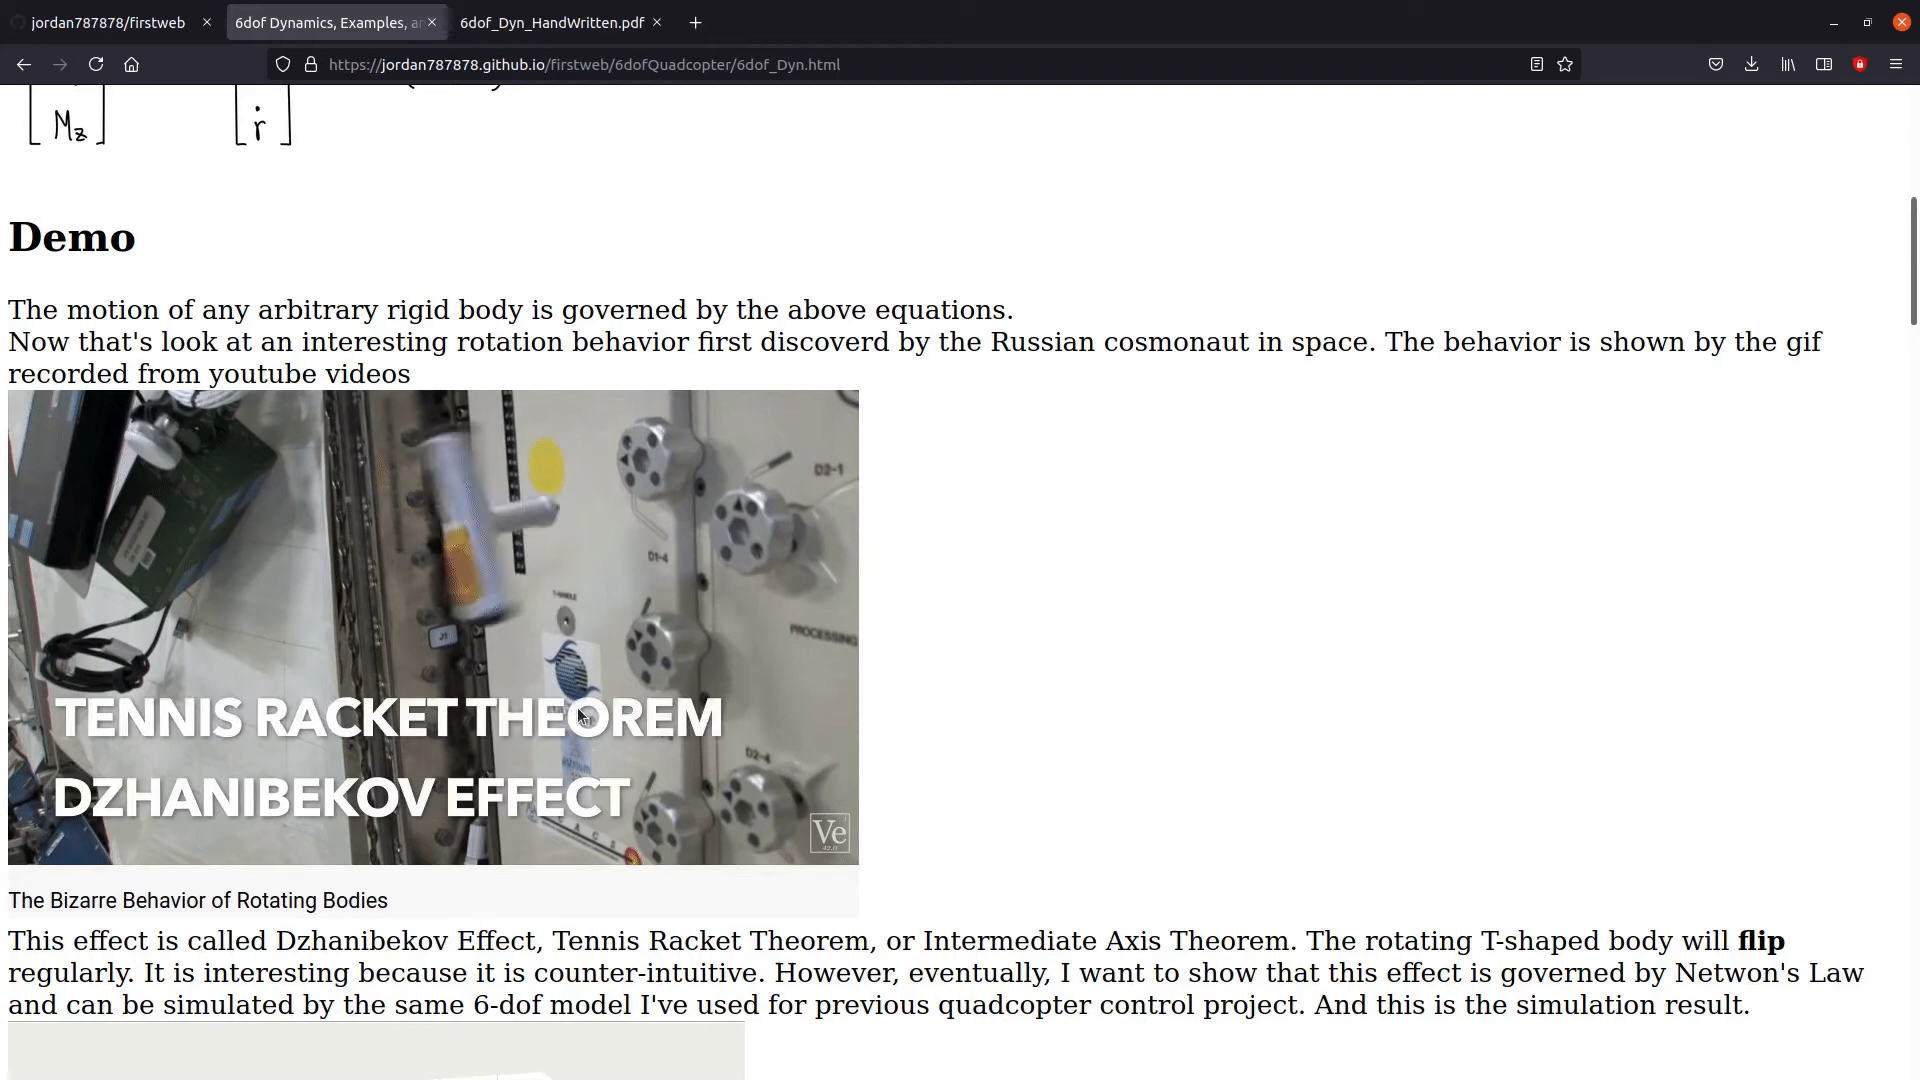 jordan787878/firstweb
6dof Dynamics, Examples, a
6dof_Dyn_HandWritten.pdf
https://jordan787878.github.io/firstweb/6dofQuadcopter/6dof_Dyn.html
Mz
ṙ
Demo
The motion of any arbitrary rigid body is governed by the above equations.
Now that's look at an interesting rotation behavior first discoverd by the Russian cosmonaut in space. The behavior is shown by the gif
recorded from youtube videos
D2-1
D1-4
T-HANDLE
J1
PROCESSING
TENNIS RACKET THEOREM
D2-4
DZHANIBEKOV EFFECT
Ve
42.0
The Bizarre Behavior of Rotating Bodies
This effect is called Dzhanibekov Effect, Tennis Racket Theorem, or Intermediate Axis Theorem. The rotating T-shaped body will flip
regularly. It is interesting because it is counter-intuitive. However, eventually, I want to show that this effect is governed by Netwon's Law
and can be simulated by the same 6-dof model I've used for previous quadcopter control project. And this is the simulation result.